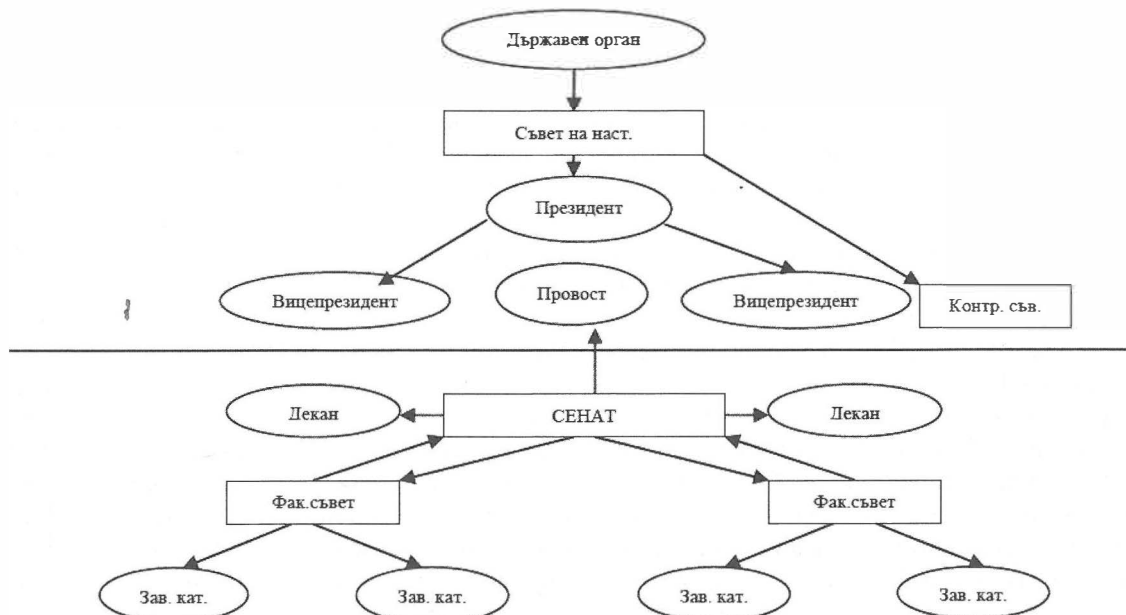 Държавен орган
Съвет на наст.
Президент
Вицепрезидент
Провост
Вицепрезидент
Контр. съв.
Декан
СЕНАТ
Декан
Фак.съвет
Фак.съвет
Зав. кат.
Зав. кат.
Зав. кат.
Зав. кат.